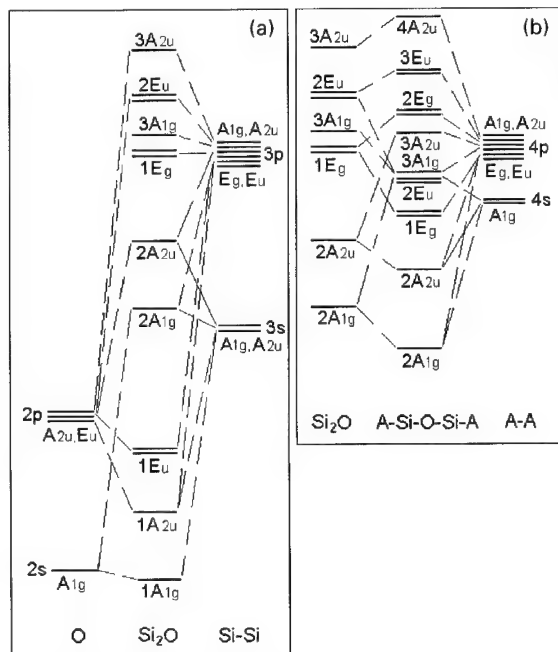 (a)
3A2u
2Eu
3A1g
1Eg
A1g,A2u
3p
Eg,Eu
2A2u
2A1g
3s
A1g,A2u
2p
A2u,Eu
1Eu
1A2u
2s
A1g
1A1g
O Si2O Si-Si
(b)
3A2u
4A2u
2Eu
3Eu
3A1g
2Eg
1Eg
A1g,A2u
4p
Eg,Eu
3A2u
3A1g
2Eu
1Eg
4s
A1g
2A2u
2A2u
2A1g
2A1g
Si2O A-Si-O-Si-A A-A